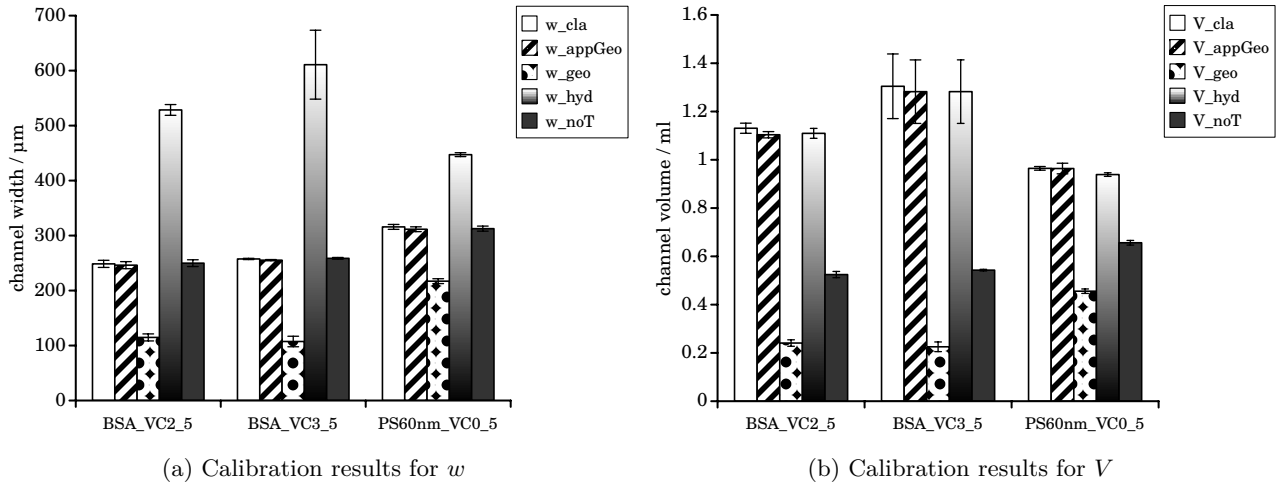 700
600
500
400
300
200
100
0
channel width / µm
BSA_VC2_5
BSA_VC3_5
PS60nm_VC0_5
w_cla
w_appGeo
w_geo
w_hyd
w_noT
(a) Calibration results for w
1.6
1.4
1.2
1
0.8
0.6
0.4
0.2
0
channel volume / ml
BSA_VC2_5
BSA_VC3_5
PS60nm_VC0_5
V_cla
V_appGeo
V_geo
V_hyd
V_noT
(b) Calibration results for V